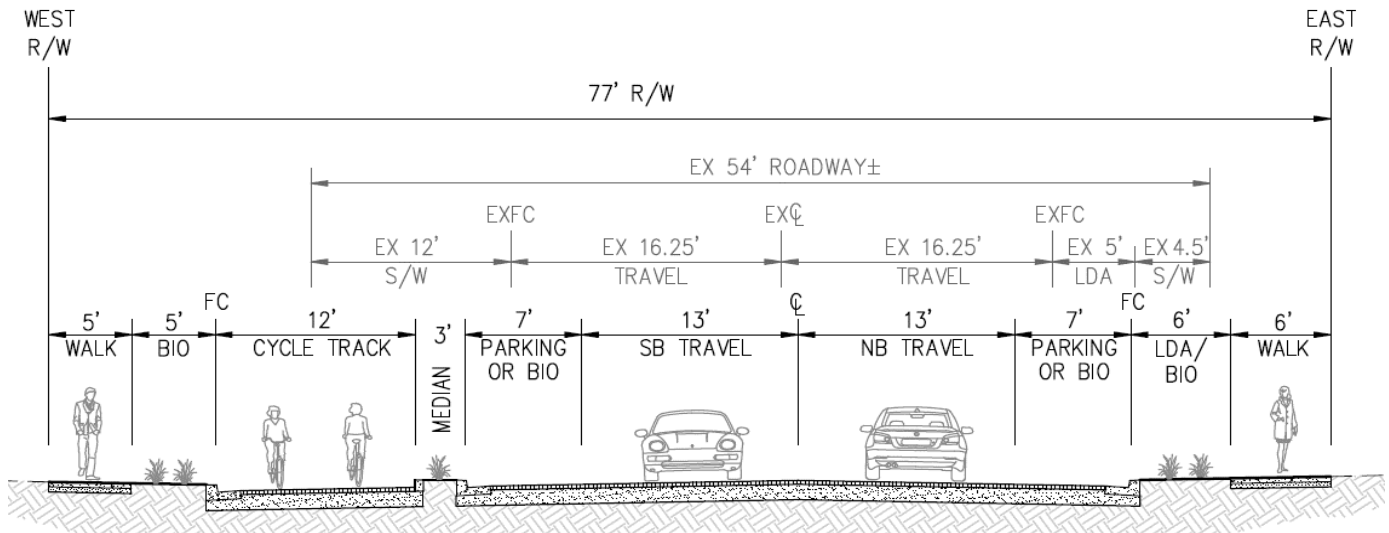 WEST
R/W
EAST
R/W
77' R/W
EX 54' ROADWAY±
EXFC
EX℄
EXFC
EX 12'
S/W
EX 16.25'
TRAVEL
EX 16.25'
TRAVEL
EX 5'
LDA
EX 4.5'
S/W
FC
℄
FC
5'
WALK
5'
BIO
12'
CYCLE TRACK
3'
MEDIAN
7'
PARKING
OR BIO
13'
SB TRAVEL
13'
NB TRAVEL
7'
PARKING
OR BIO
6'
LDA/
BIO
6'
WALK